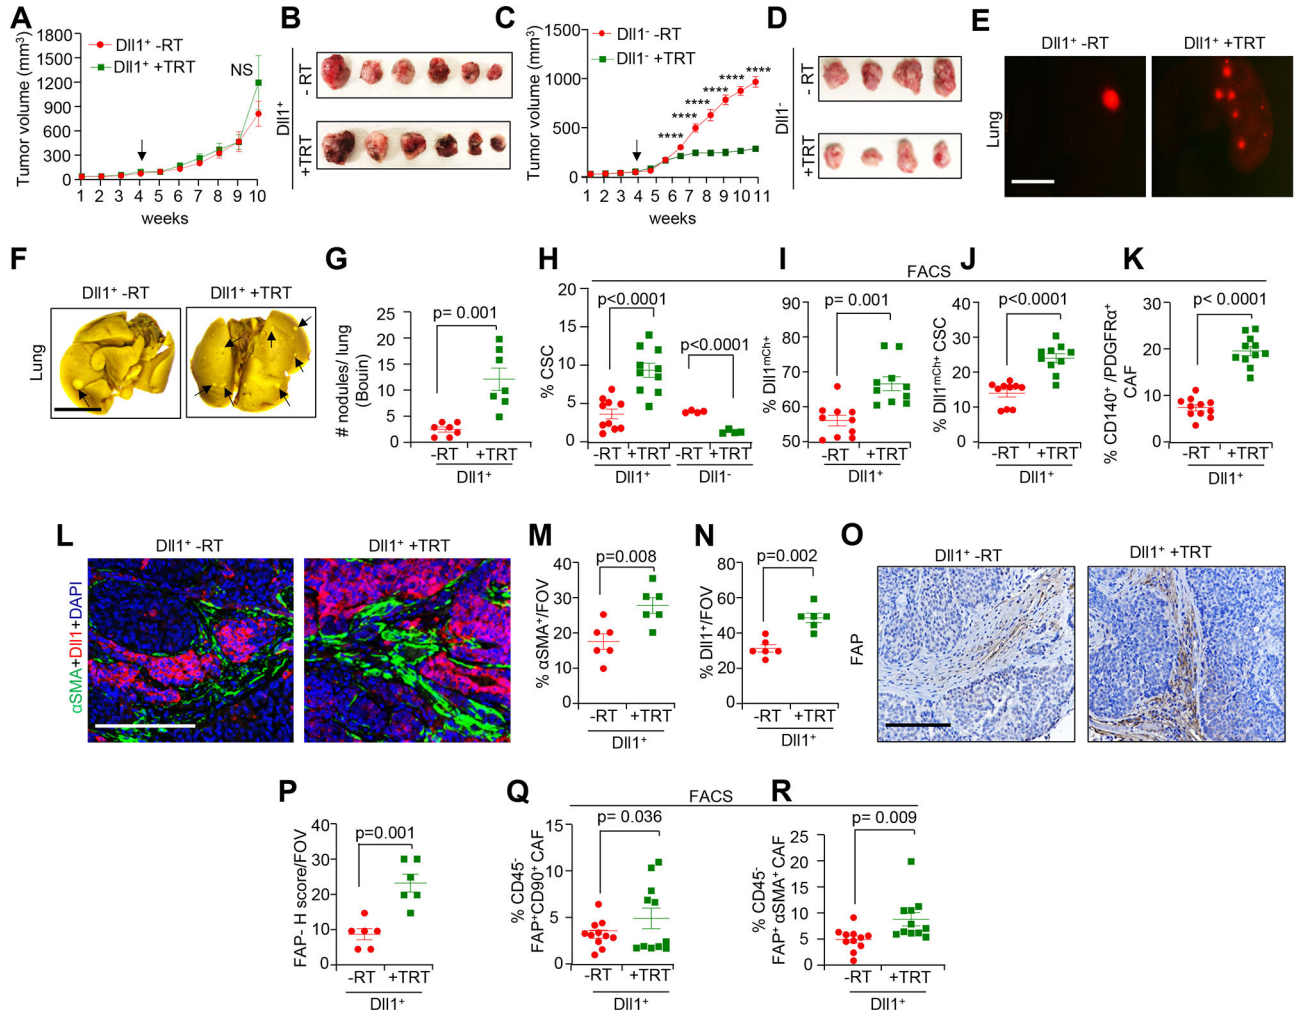 A
Tumor volume (mm³)
1800
1500
1200
900
600
300
0
Dll1⁺ -RT
Dll1⁺ +TRT
NS
1 2 3 4 5 6 7 8 9 10
weeks
B
Dll1⁺
- RT
+TRT
C
Tumor volume (mm³)
1500
1000
500
0
Dll1⁻ -RT
Dll1⁻ +TRT
**** **** **** **** **** ****
1 2 3 4 5 6 7 8 9 10 11
weeks
D
Dll1⁻
- RT
+TRT
E
Dll1⁺ -RT
Dll1⁺ +TRT
Lung
F
Dll1⁺ -RT
Dll1⁺ +TRT
Lung
G
# nodules/ lung
(Bouin)
25
20
15
10
5
0
p= 0.001
-RT +TRT
Dll1⁺
FACS
H
% CSC
20
15
10
5
0
p<0.0001
p<0.0001
-RT +TRT -RT +TRT
Dll1⁺ Dll1⁻
I
% Dll1ᵐᶜʰ⁺
90
80
70
60
50
p= 0.001
-RT +TRT
Dll1⁺
J
% Dll1ᵐᶜʰ⁺ CSC
40
30
20
10
0
p<0.0001
-RT +TRT
Dll1⁺
K
% CD140⁺ /PDGFRα⁺
CAF
30
20
10
0
p< 0.0001
-RT +TRT
Dll1⁺
L
Dll1⁺ -RT
Dll1⁺ +TRT
αSMA+Dll1+DAPI
M
% αSMA⁺/FOV
40
30
20
10
0
p=0.008
-RT +TRT
Dll1⁺
N
% Dll1⁺/FOV
80
60
40
20
0
p=0.002
-RT +TRT
Dll1⁺
O
Dll1⁺ -RT
Dll1⁺ +TRT
FAP
P
FAP- H score/FOV
40
30
20
10
0
p=0.001
-RT +TRT
Dll1⁺
FACS
Q
% CD45⁻
FAP⁺CD90⁺ CAF
15
10
5
0
p= 0.036
-RT +TRT
Dll1⁺
R
% CD45⁻
FAP⁺ αSMA⁺ CAF
25
20
15
10
5
0
p= 0.009
-RT +TRT
Dll1⁺